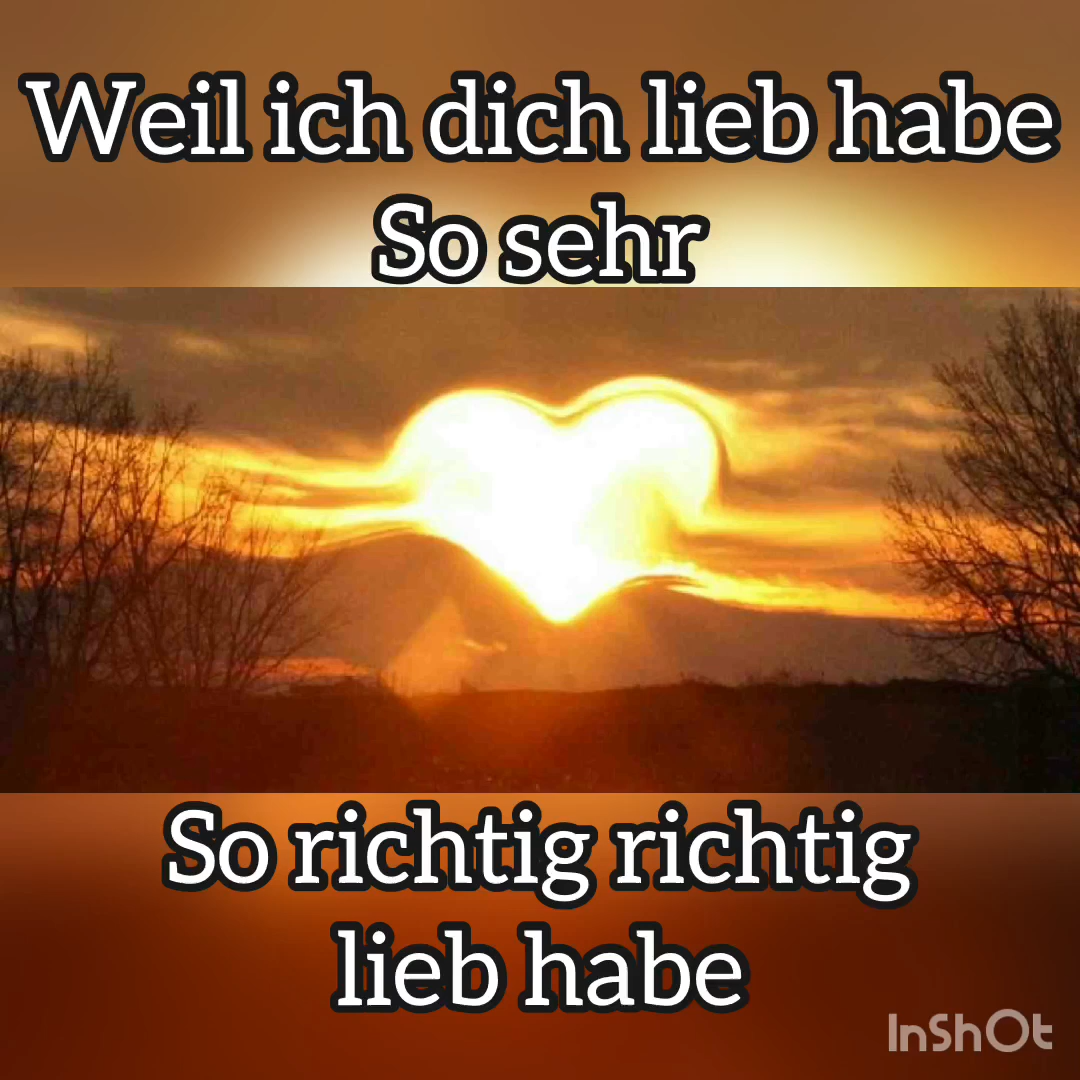 Weil ich dich lieb habe
So sehr
So richtig richtig
lieb habe
InShOt